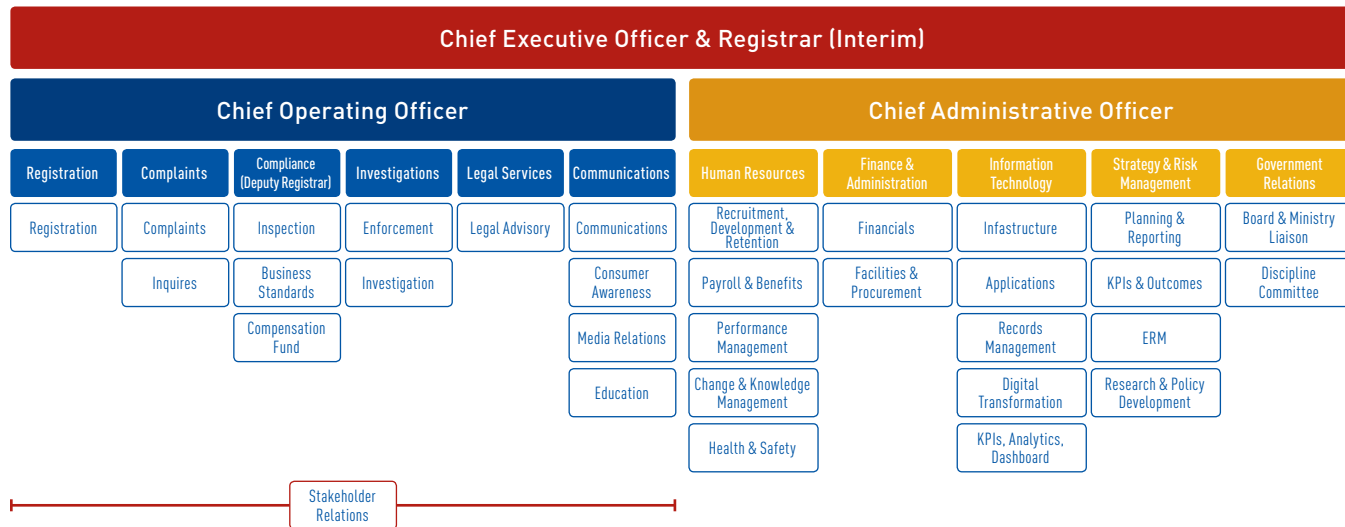 Chief Executive Officer & Registrar (Interim)
Chief Operating Officer
Chief Administrative Officer
Registration
Complaints
Compliance
(Deputy Registrar)
Investigations
Legal Services
Communications
Human Resources
Finance &
Administration
Information
Technology
Strategy & Risk
Management
Government
Relations
Registration
Complaints
Inspection
Enforcement
Legal Advisory
Communications
Recruitment,
Development &
Retention
Financials
Infastructure
Planning &
Reporting
Board & Ministry
Liaison
Inquires
Business
Standards
Investigation
Consumer
Awareness
Payroll & Benefits
Facilities &
Procurement
Applications
KPIs & Outcomes
Discipline
Committee
Compensation
Fund
Media Relations
Performance
Management
Records
Management
ERM
Education
Change & Knowledge
Management
Digital
Transformation
Research & Policy
Development
Health & Safety
KPIs, Analytics,
Dashboard
Stakeholder
Relations